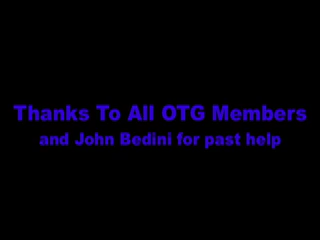 Thanks To All OTG Members
and John Bedini for past help